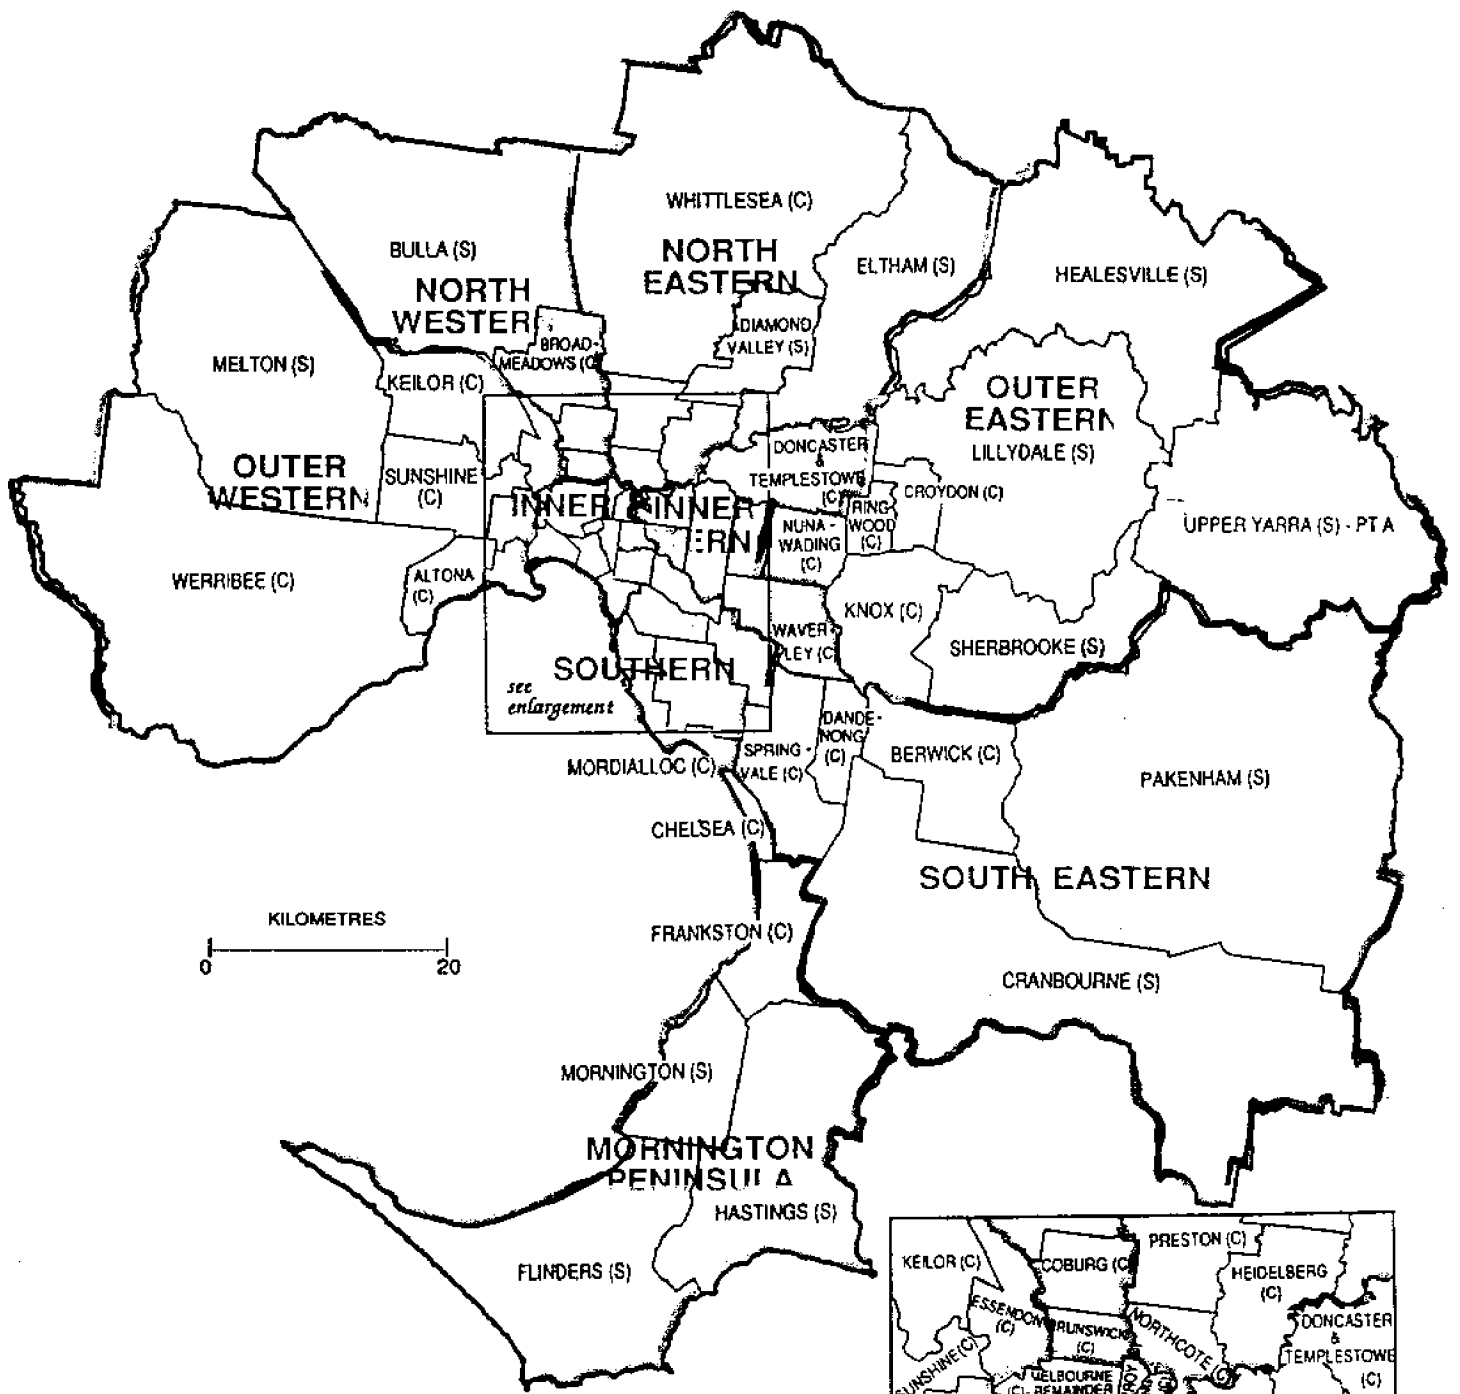 WHITTLESEA (C)
NORTH
EASTERN
BULLA (S)
NORTH
WESTER
ELTHAM (S)
HEALESVILLE (S)
DIAMOND
VALLEY (S)
BROAD-
MEADOWS (C)
MELTON (S)
KEILOR (C)
OUTER
EASTERN
LILLYDALE (S)
DONCASTER
&
TEMPLESTOWE
(C)
OUTER
WESTERN
SUNSHINE
(C)
CROYDON (C)
INNER
INNER
ERN
RING-
WOOD
(C)
NUNA-
WADING
(C)
UPPER YARRA (S) - PT A
WERRIBEE (C)
ALTONA
(C)
KNOX (C)
WAVER-
LEY (C
SHERBROOKE (S)
SOUTHERN
see
enlargement
DANDE-
NONG
(C)
MORDIALLOC (C)
SPRING-
VALE (C)
BERWICK (C)
PAKENHAM (S)
CHELSEA (C)
SOUTH EASTERN
KILOMETRES
0 20
FRANKSTON (C)
CRANBOURNE (S)
MORNINGTON (S)
MORNINGTON
PENINSULA
HASTINGS (S)
FLINDERS (S)
KEILOR (C)
COBURG (C)
PRESTON (C)
HEIDELBERG
(C)
ESSENDON
(C)
BRUNSWICK
(C)
NORTHCOTE (C)
DONCASTER
&
TEMPLESTOWE
(C)
SUNSHINE (C)
MELBOURNE
(C)- REMAINDER